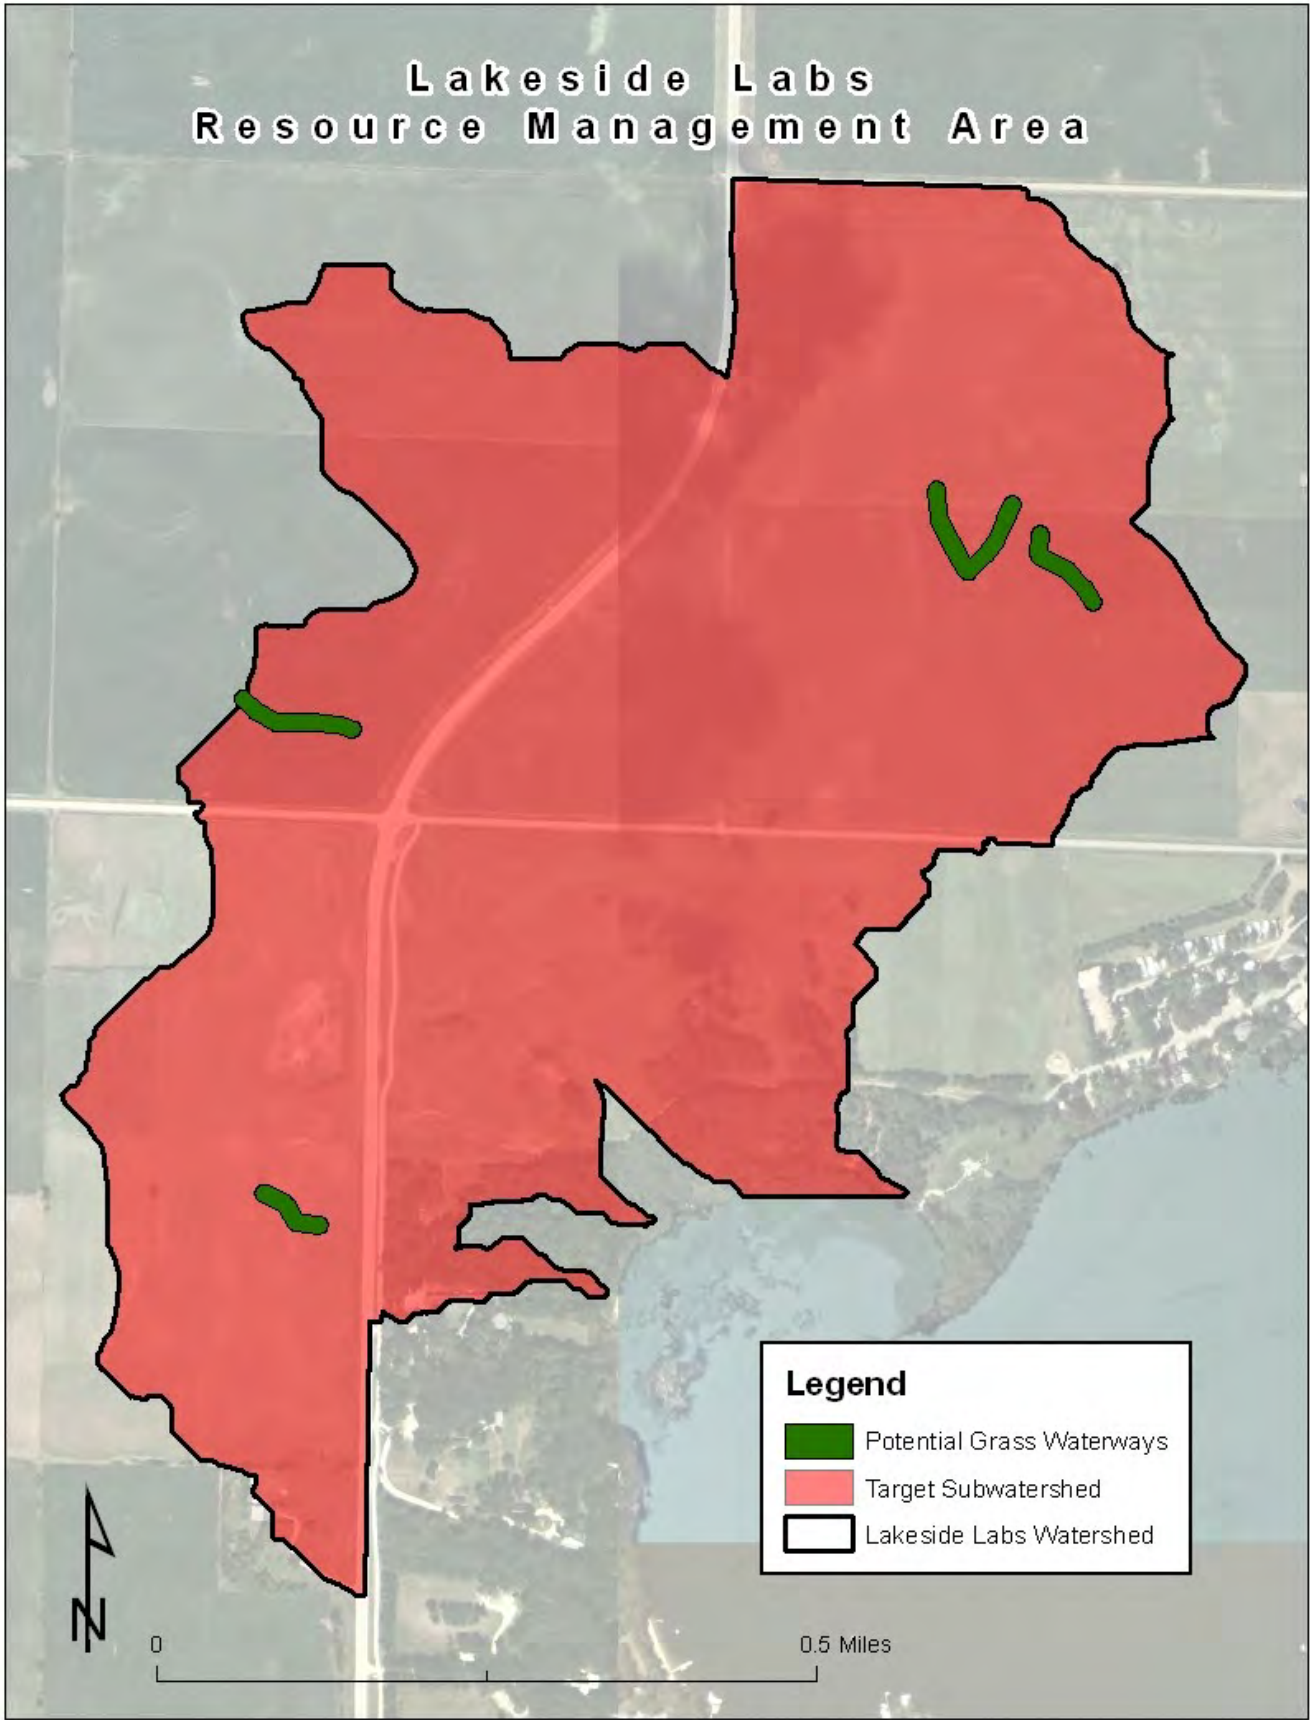 Lakeside Labs
Resource Management Area
Legend
Potential Grass Waterways
Target Subwatershed
Lakeside Labs Watershed
N
0
0.5 Miles